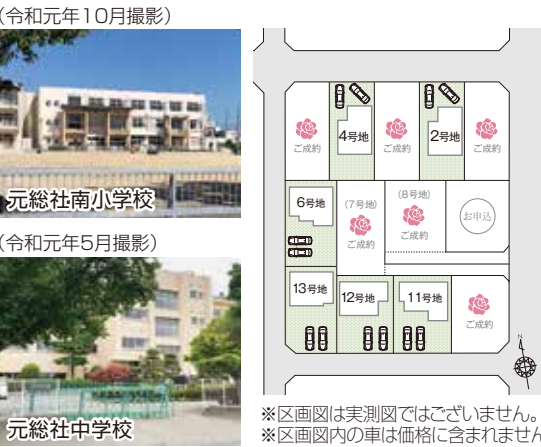 (令和元年10月撮影)
元総社南小学校
(令和元年5月撮影)
元総社中学校
ご成約
4号地
ご成約
2号地
ご成約
6号地
(7号地)
ご成約
(8号地)
ご成約
お申込
13号地
12号地
11号地
ご成約
N
※区画図は実測図ではございません。
※区画図内の車は価格に含まれません